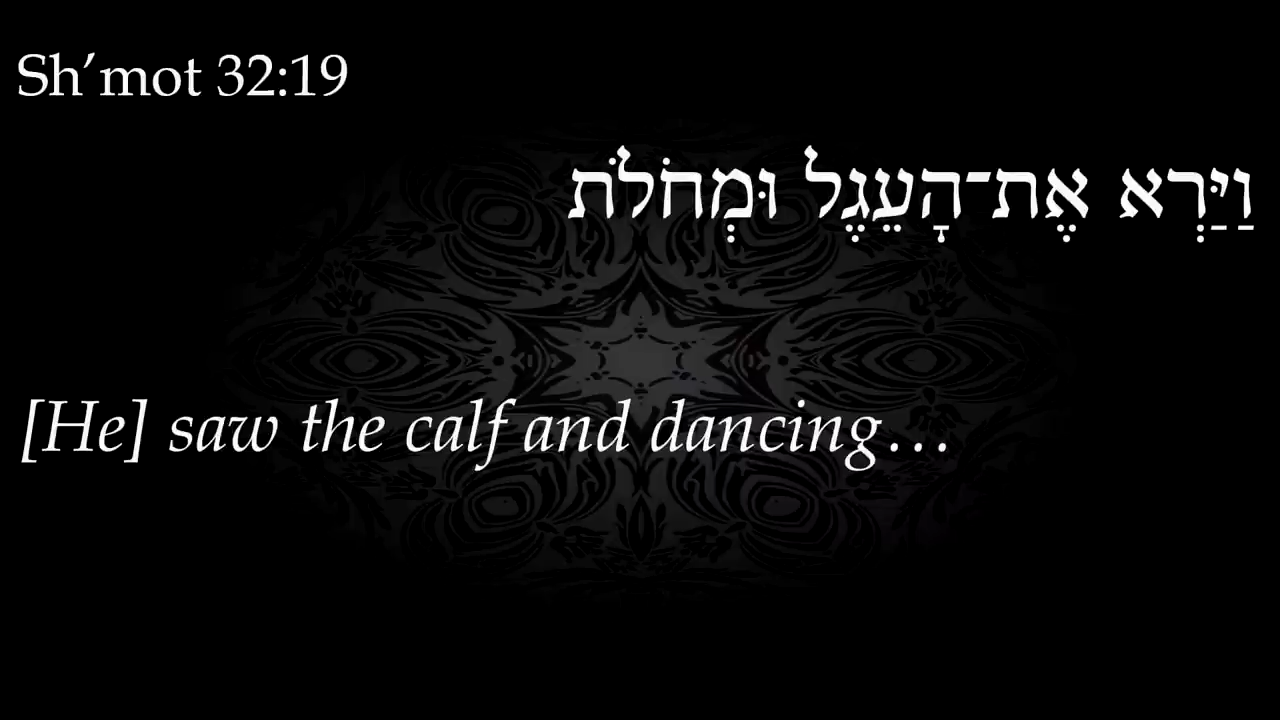 Sh’mot 32:19
וַיַּרְא אֶת־הָעֵגֶל וּמְחֹלֹת
[He] saw the calf and dancing…